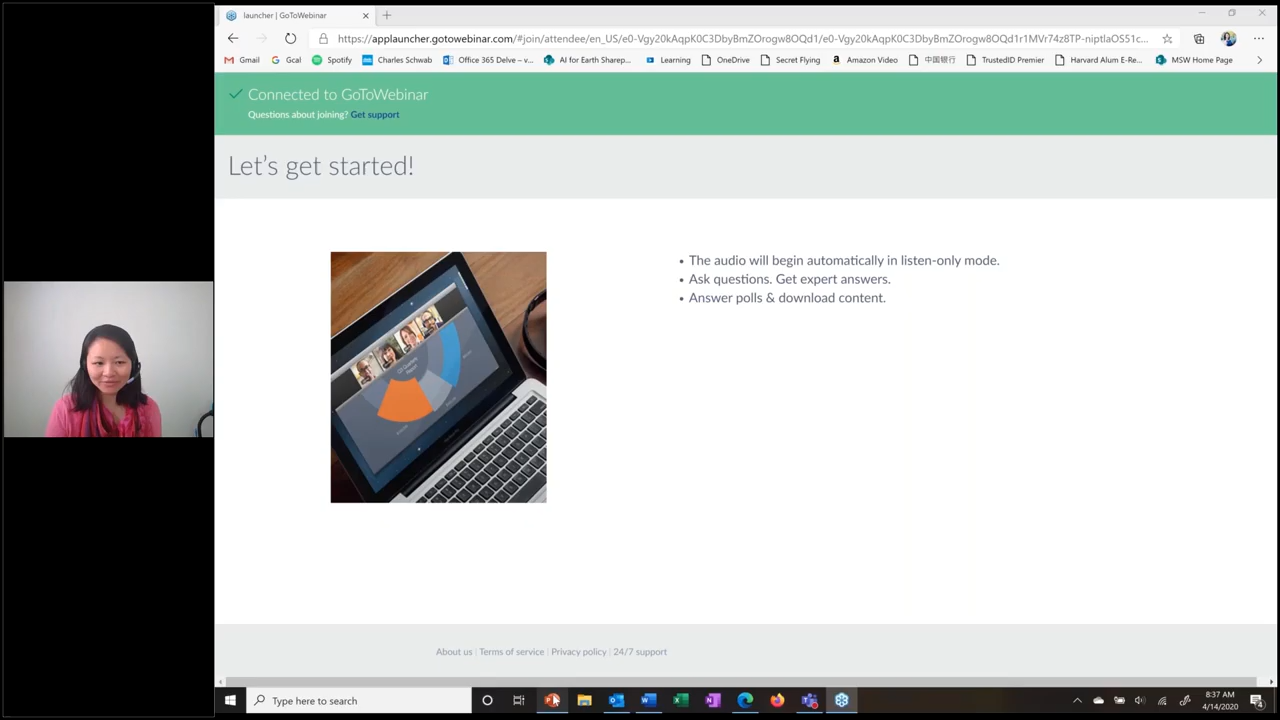 launcher | GoToWebinar
https://applauncher.gotowebinar.com/#join/attendee/en_US/e0-Vgy20kAqpK0C3DbyBmZOrogw8OQd1/e0-Vgy20kAqpK0C3DbyBmZOrogw8OQd1r1MVr74z8TP-niptlaOS51c...
Gmail
Gcal
Spotify
Charles Schwab
Office 365 Delve – v...
AI for Earth Sharep...
Learning
OneDrive
Secret Flying
Amazon Video
中国银行
TrustedID Premier
Harvard Alum E-Re...
MSW Home Page
Connected to GoToWebinar
Questions about joining? Get support
Let's get started!
• The audio will begin automatically in listen-only mode.
• Ask questions. Get expert answers.
• Answer polls & download content.
About us | Terms of service | Privacy policy | 24/7 support
Type here to search
8:37 AM
4/14/2020